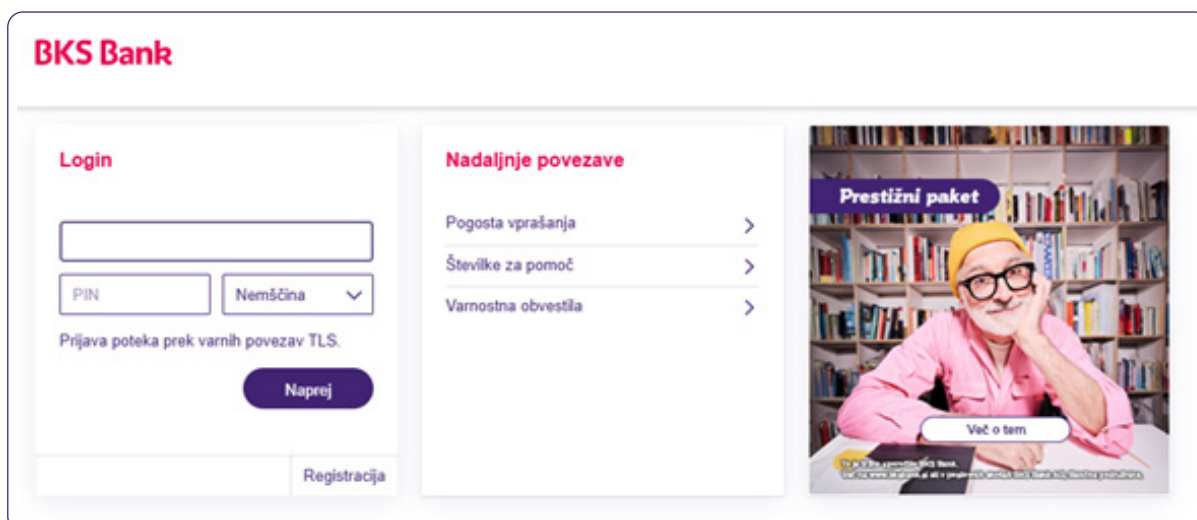 BKS Bank
Login
PIN
Nemščina
Prijava poteka prek varnih povezav TLS.
Naprej
Registracija
Nadaljnje povezave
Pogosta vprašanja
Številke za pomoč
Varnostna obvestila
Prestižni paket
Več o tem